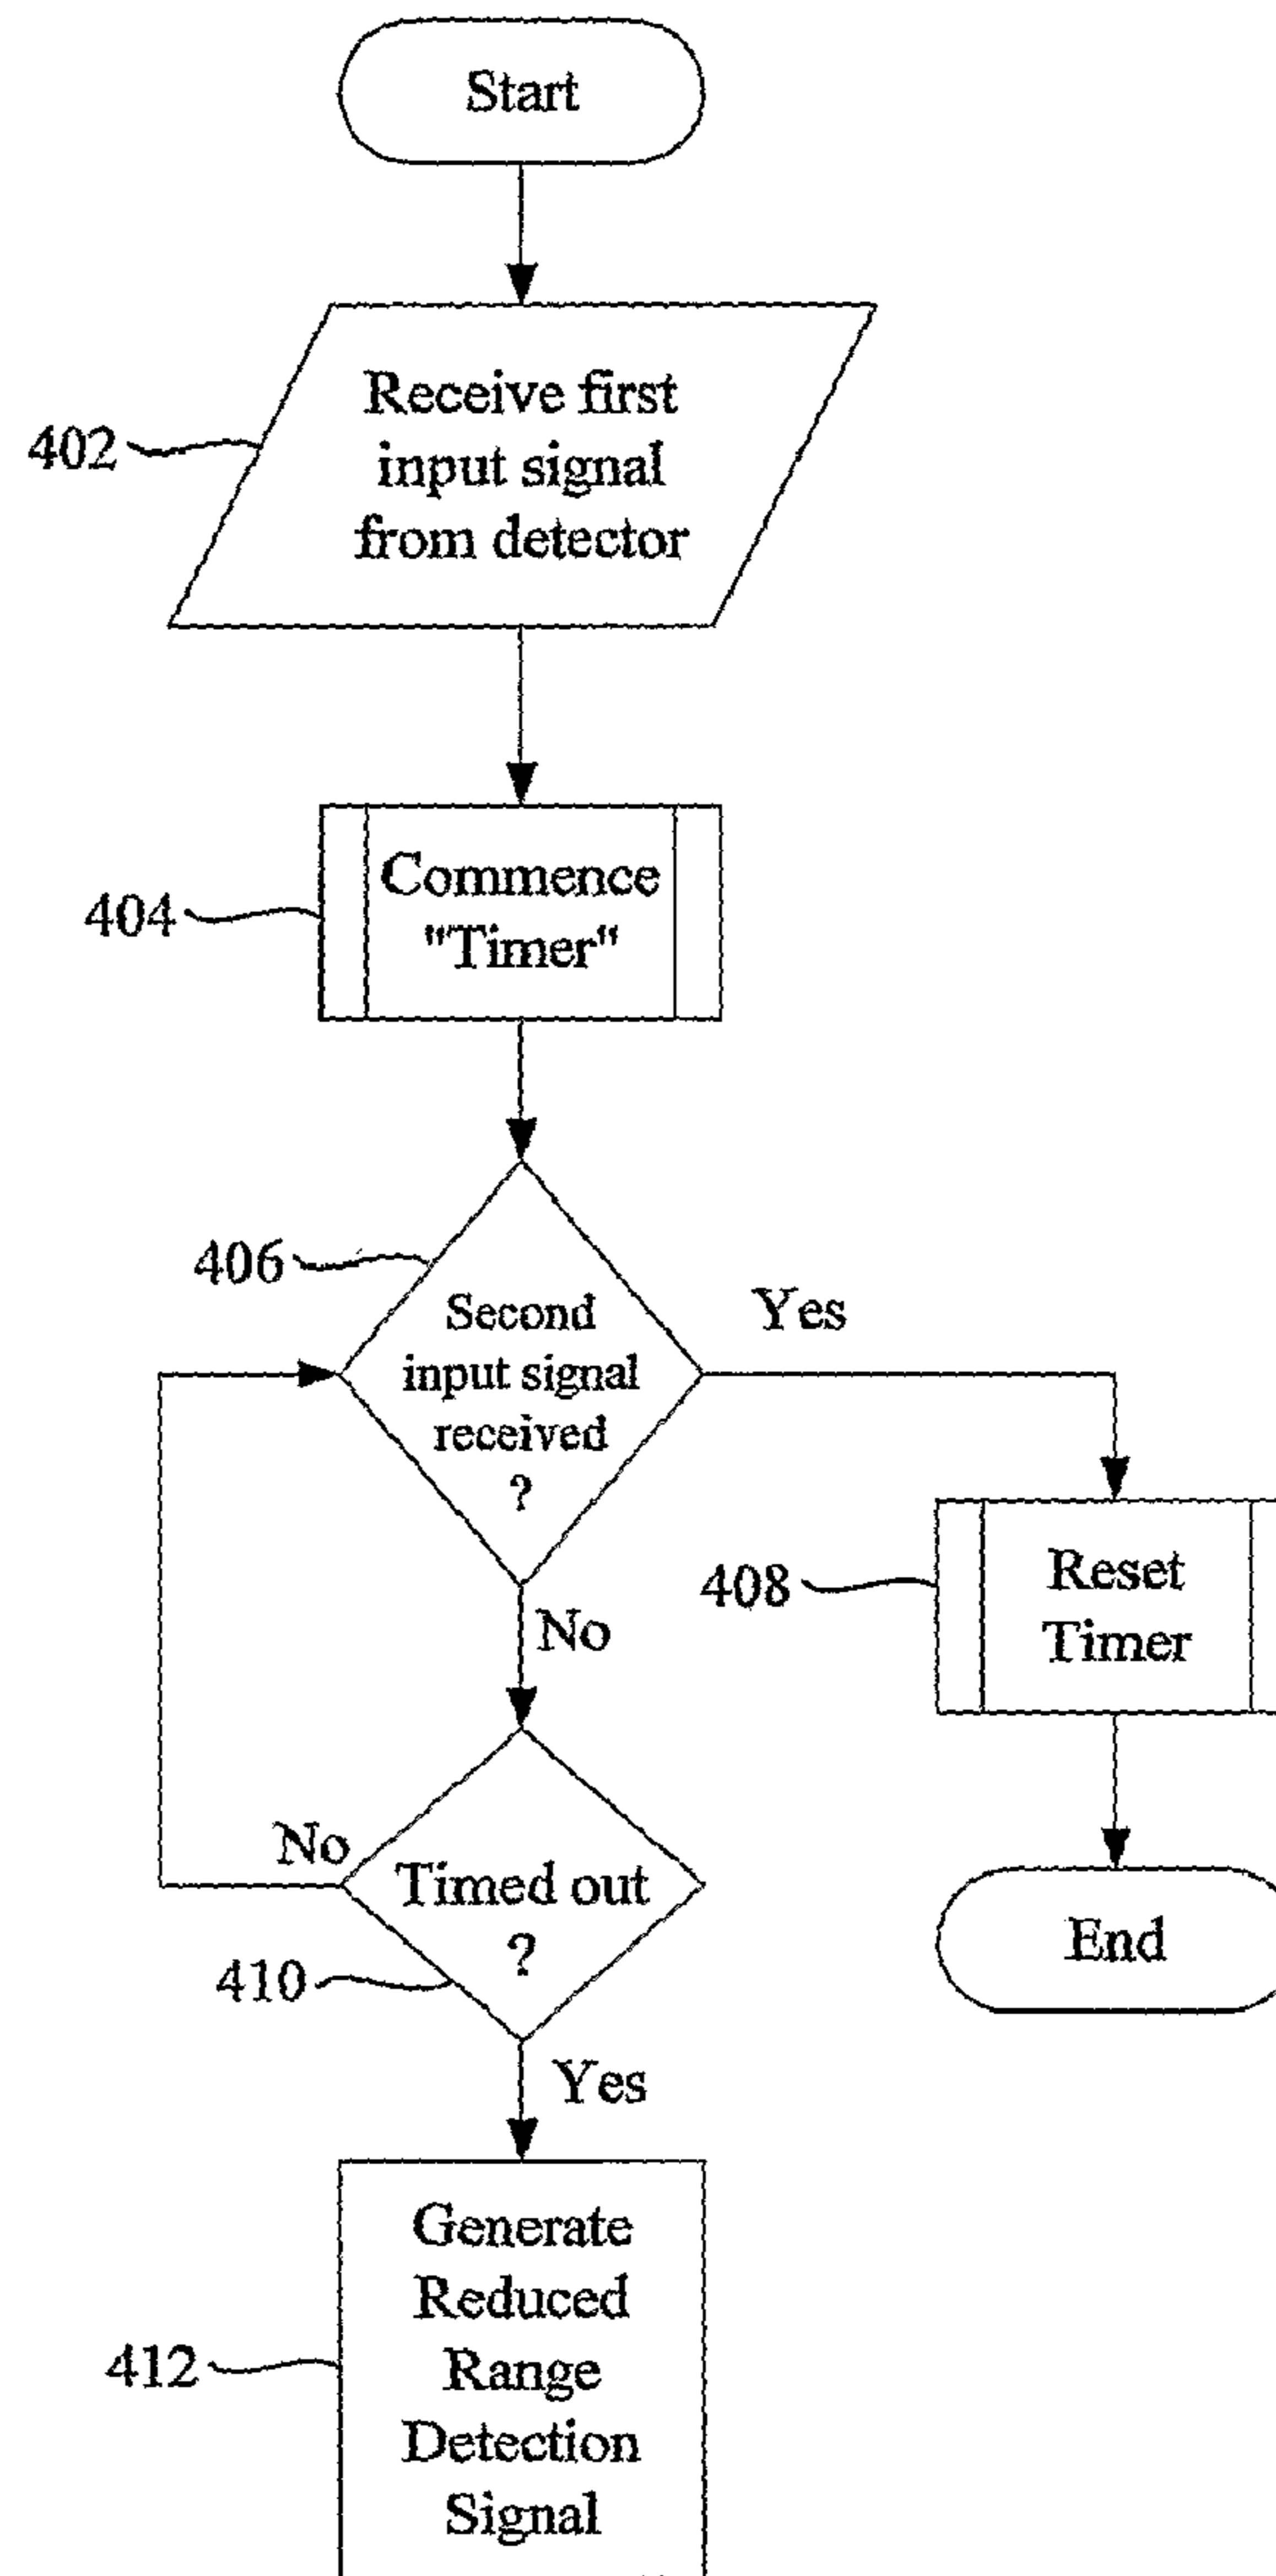 Start
402
Receive first
input signal
from detector
404
Commence
"Timer"
406
Second
input signal
received
?
Yes
No
408
Reset
Timer
No
Timed out
?
410
End
Yes
412
Generate
Reduced
Range
Detection
Signal